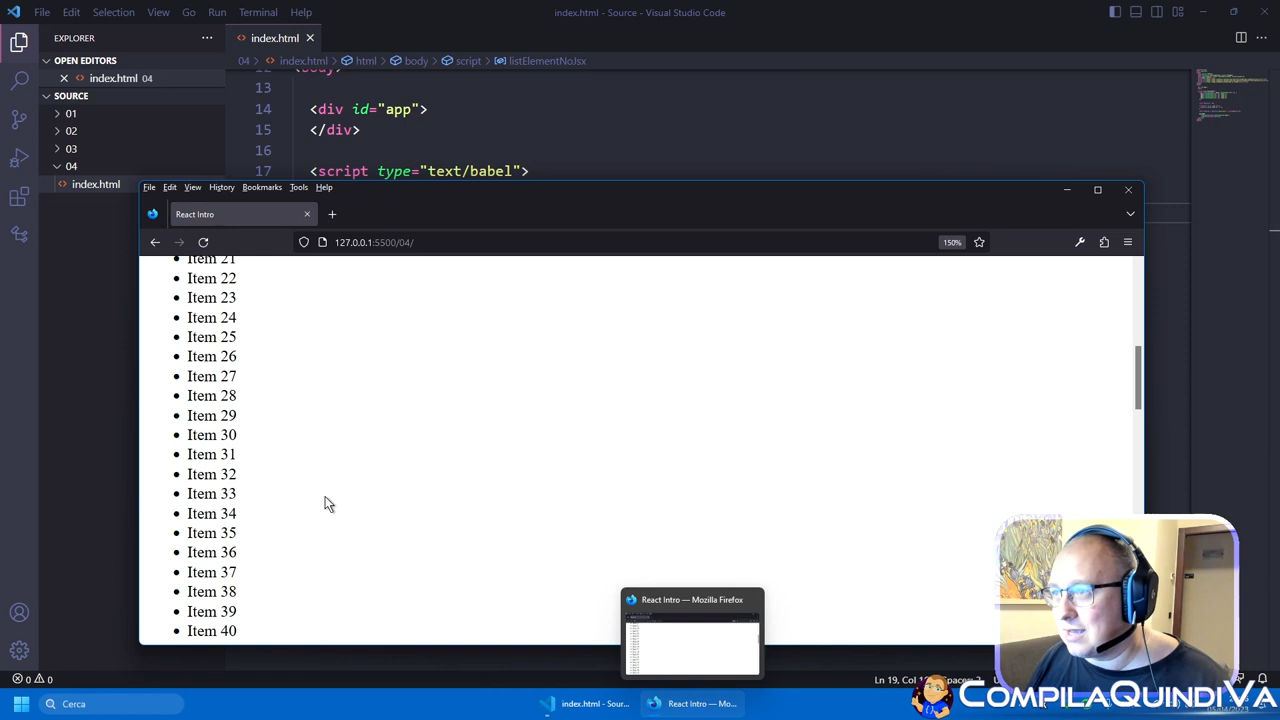 File Edit Selection View Go Run Terminal Help
index.html - Source - Visual Studio Code
EXPLORER
index.html
OPEN EDITORS
04 > index.html > html > body > script > listElementNoJsx
index.html 04
<body>
SOURCE
13
01
14 <div id="app">
02
15 </div>
03
16
04
17 <script type="text/babel">
index.html
File Edit View History Bookmarks Tools Help
React Intro
127.0.0.1:5500/04/
150%
Item 21
Item 22
Item 23
Item 24
Item 25
Item 26
Item 27
Item 28
Item 29
Item 30
Item 31
Item 32
Item 33
Item 34
Item 35
Item 36
Item 37
Item 38
Item 39
Item 40
React Intro — Mozilla Firefox
0 0
Ln 19, Col
Cerca
index.html - Sour...
React Intro — Mo...
COMPILAQUINDIVA